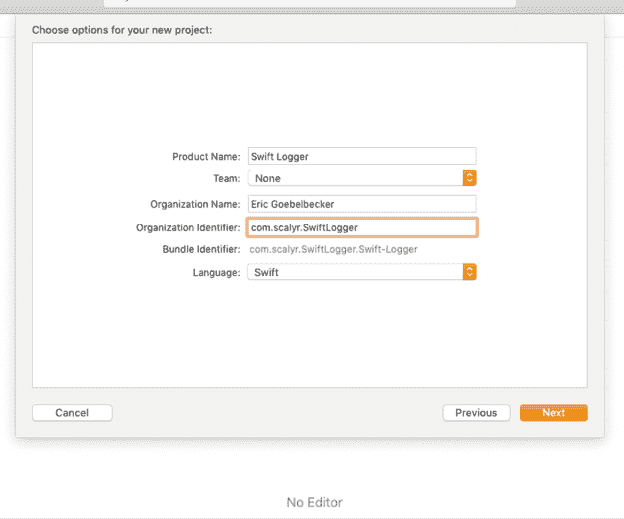 Choose options for your new project:
Product Name: Swift Logger
Team: None
Organization Name: Eric Goebelbecker
Organization Identifier: com.scalyr.SwiftLogger
Bundle Identifier: com.scalyr.SwiftLogger.Swift-Logger
Language: Swift
Cancel Previous Next
No Editor